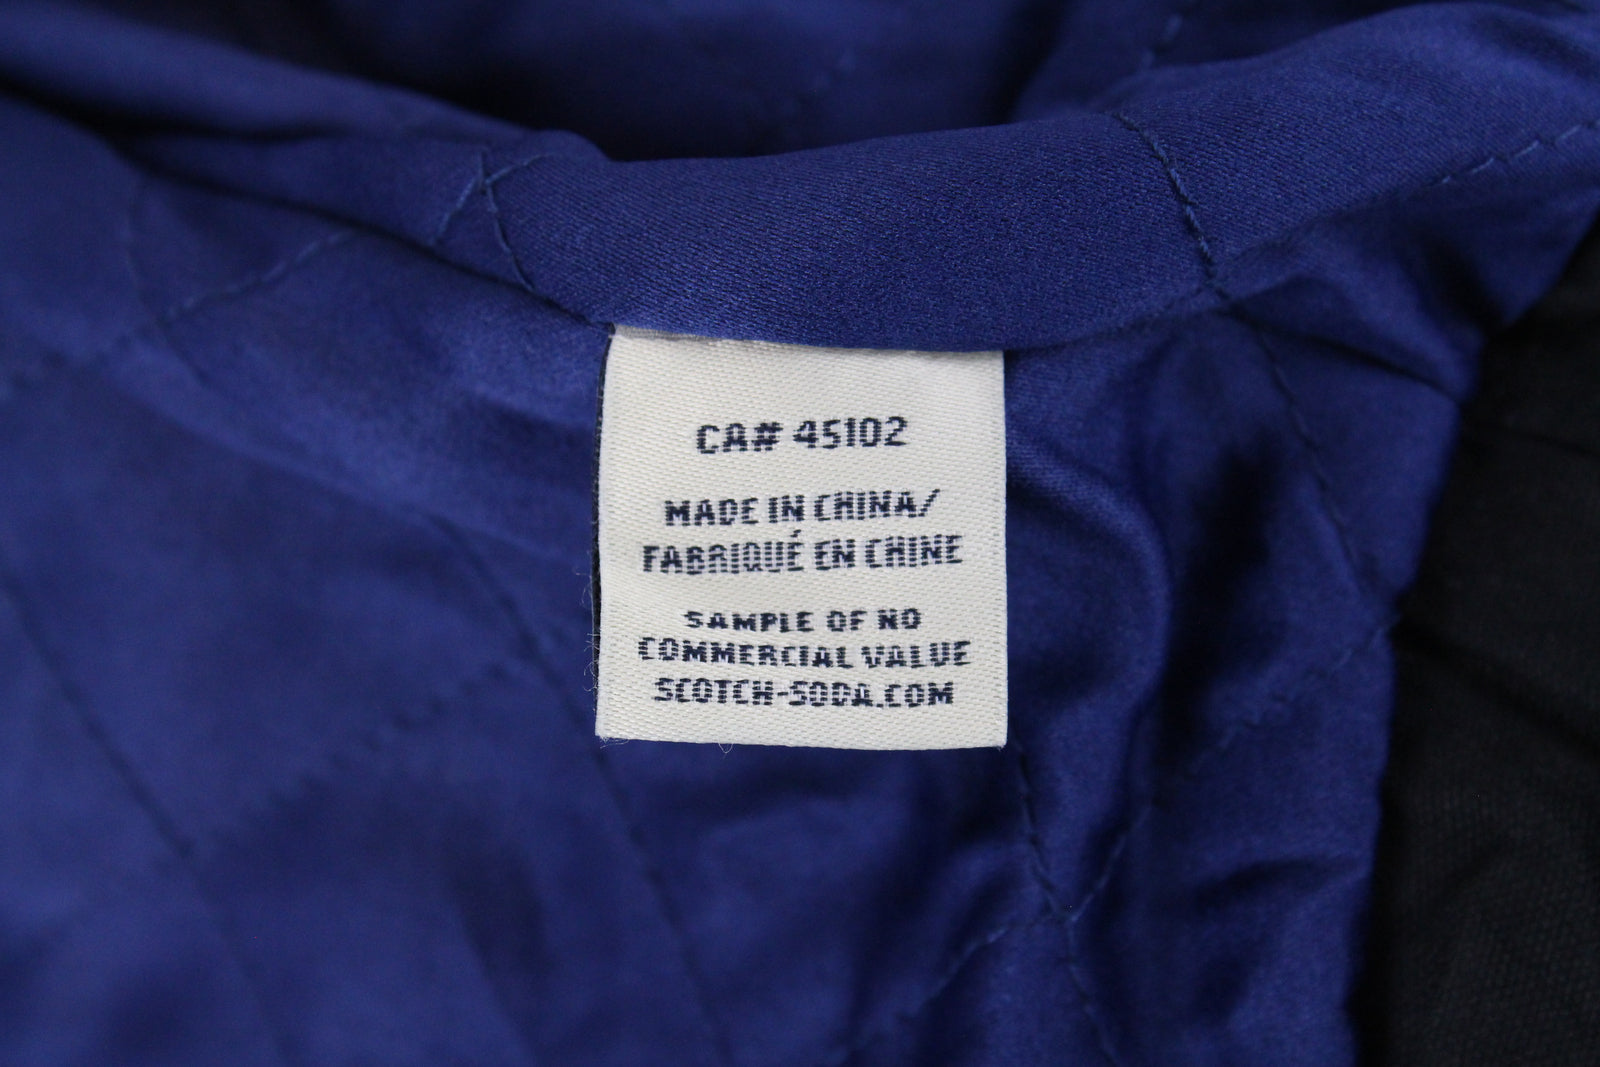 CA# 45102
MADE IN CHINA/
FABRIQUÉ EN CHINE
SAMPLE OF NO
COMMERCIAL VALUE
SCOTCH-SODA.COM